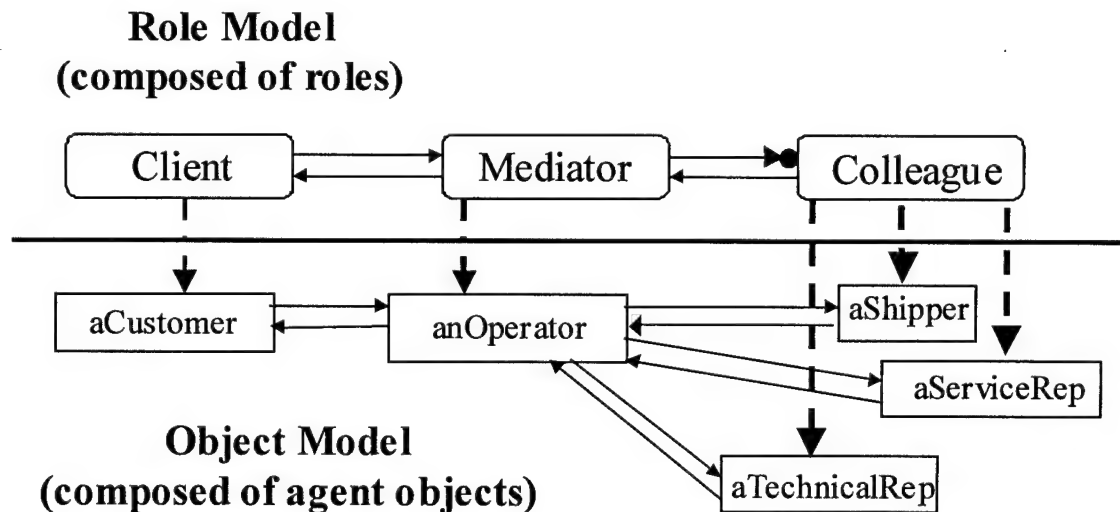 Role Model
(composed of roles)
Client
Mediator
Colleague
aCustomer
anOperator
aShipper
aServiceRep
aTechnicalRep
Object Model
(composed of agent objects)